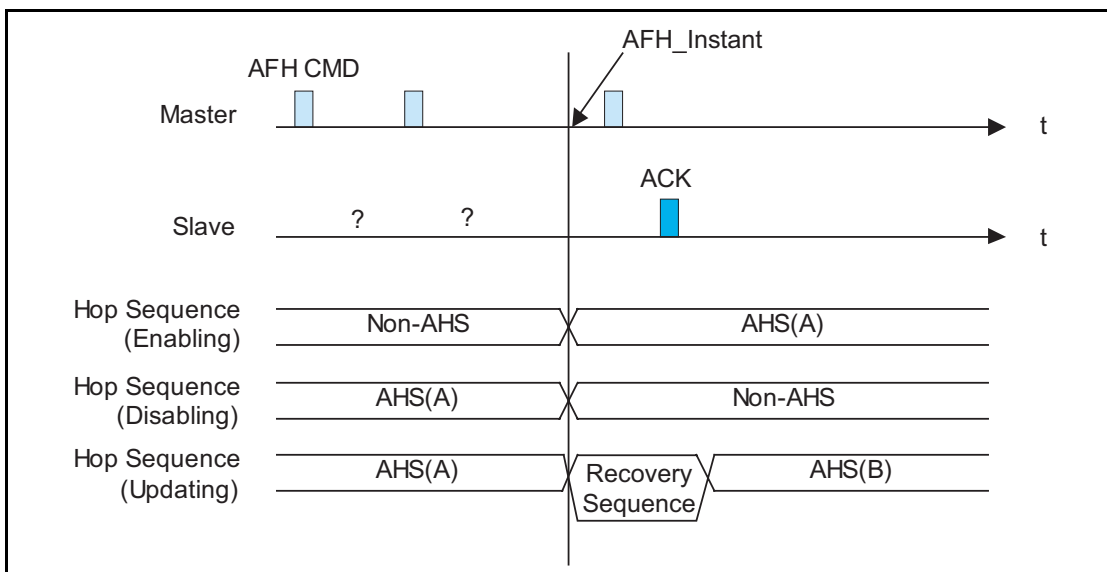 AFH_Instant
AFH CMD
Master
t
ACK
? ?
Slave
t
Hop Sequence
(Enabling)
Non-AHS
AHS(A)
Hop Sequence
(Disabling)
AHS(A)
Non-AHS
Hop Sequence
(Updating)
AHS(A)
Recovery
Sequence
AHS(B)